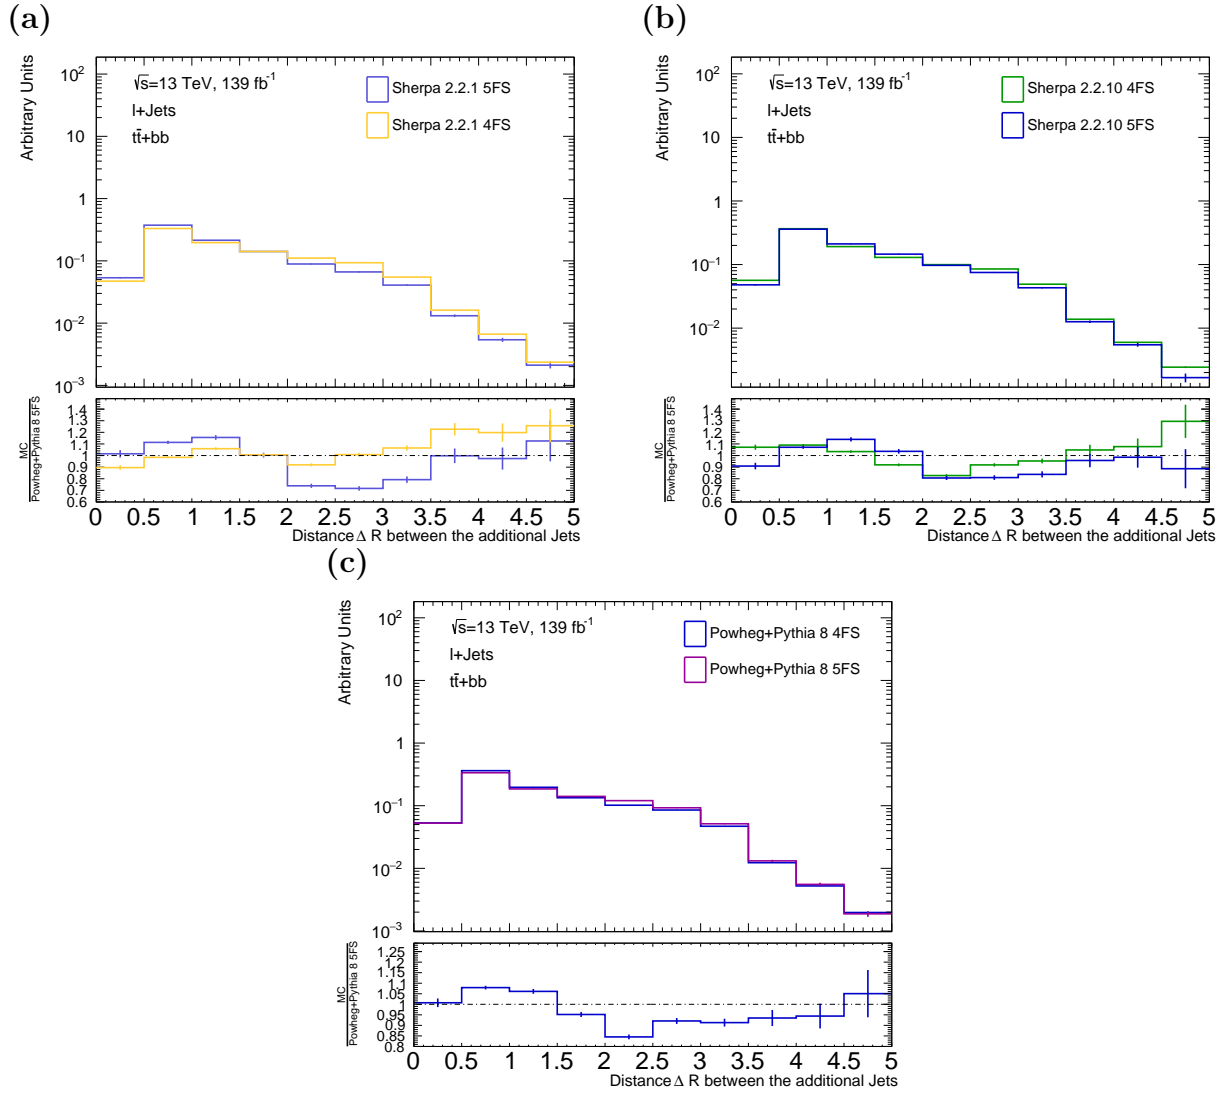 (a)
Arbitrary Units
10²
10
1
10⁻¹
10⁻²
10⁻³
√s=13 TeV, 139 fb⁻¹
l+Jets
tt̄+bb
Sherpa 2.2.1 5FS
Sherpa 2.2.1 4FS
MC
Powheg+Pythia 8 5FS
1.4
1.3
1.2
1.1
1
0.9
0.8
0.7
0.6
0 0.5 1 1.5 2 2.5 3 3.5 4 4.5 5
Distance Δ R between the additional Jets
(b)
Arbitrary Units
10²
10
1
10⁻¹
10⁻²
√s=13 TeV, 139 fb⁻¹
l+Jets
tt̄+bb
Sherpa 2.2.10 4FS
Sherpa 2.2.10 5FS
MC
Powheg+Pythia 8 5FS
1.4
1.3
1.2
1.1
1
0.9
0.8
0.7
0.6
0 0.5 1 1.5 2 2.5 3 3.5 4 4.5 5
Distance Δ R between the additional Jets
(c)
Arbitrary Units
10²
10
1
10⁻¹
10⁻²
10⁻³
√s=13 TeV, 139 fb⁻¹
l+Jets
tt̄+bb
Powheg+Pythia 8 4FS
Powheg+Pythia 8 5FS
MC
Powheg+Pythia 8 5FS
1.25
1.2
1.15
1.1
1.05
1
0.95
0.9
0.85
0.8
0 0.5 1 1.5 2 2.5 3 3.5 4 4.5 5
Distance Δ R between the additional Jets